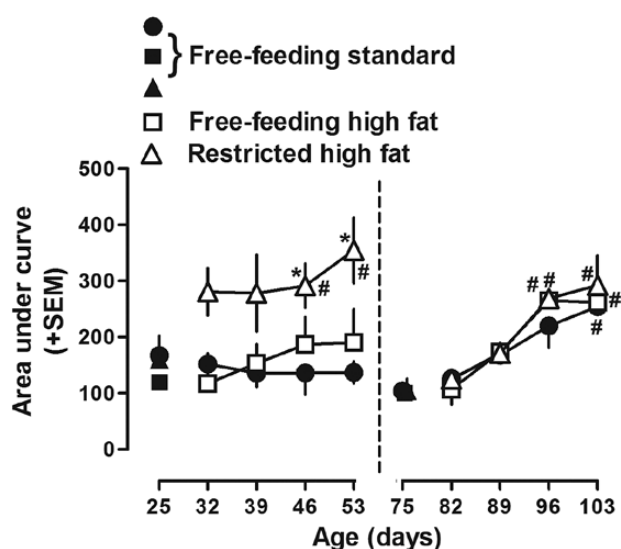 Free-feeding standard
Free-feeding high fat
Restricted high fat
Area under curve
(+SEM)
500
400
300
200
100
0
* #
* #
# #
#
#
#
25 32 39 46 53 75 82 89 96 103
Age (days)